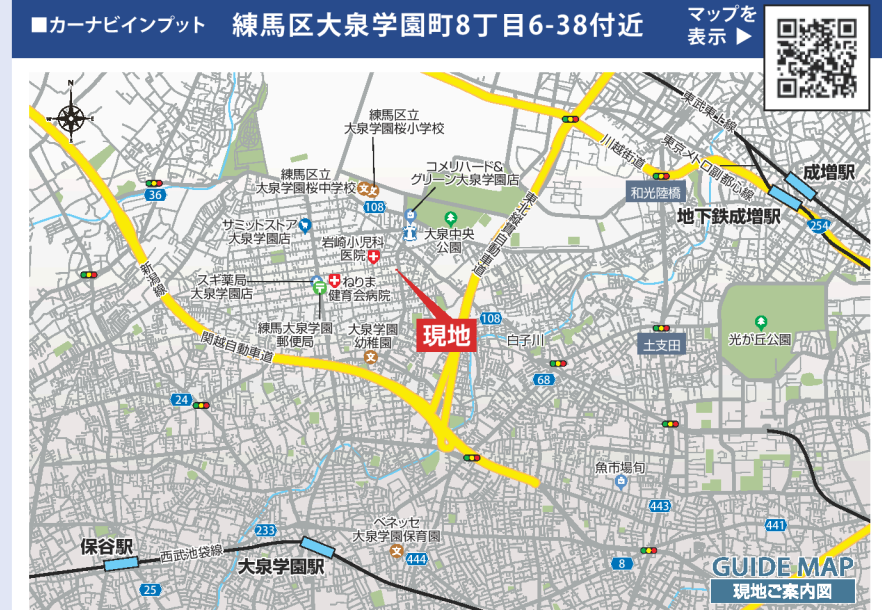 ■カーナビインプット 練馬区大泉学園町8丁目6-38付近
マップを
表示 ▶
N
W
E
S
練馬区立
大泉学園桜小学校
練馬区立
大泉学園桜中学校
文
文
108
コメリハード&
グリーン大泉学園店
大泉中央
公園
サミットストア
大泉学園店
岩崎小児科
医院
スギ薬局
大泉学園店
ねりま
健育会病院
練馬大泉学園
郵便局
大泉学園
幼稚園
文
現地
108
白子川
東京外環自動車道
川越街道
東武東上線
東京メトロ副都心線
和光陸橋
成増駅
地下鉄成増駅
254
36
新潟線
関越自動車道
24
土支田
光が丘公園
68
魚市場旬
443
441
8
233
保谷駅
西武池袋線
大泉学園駅
ベネッセ
大泉学園保育園
文
444
25
GUIDE MAP
現地ご案内図